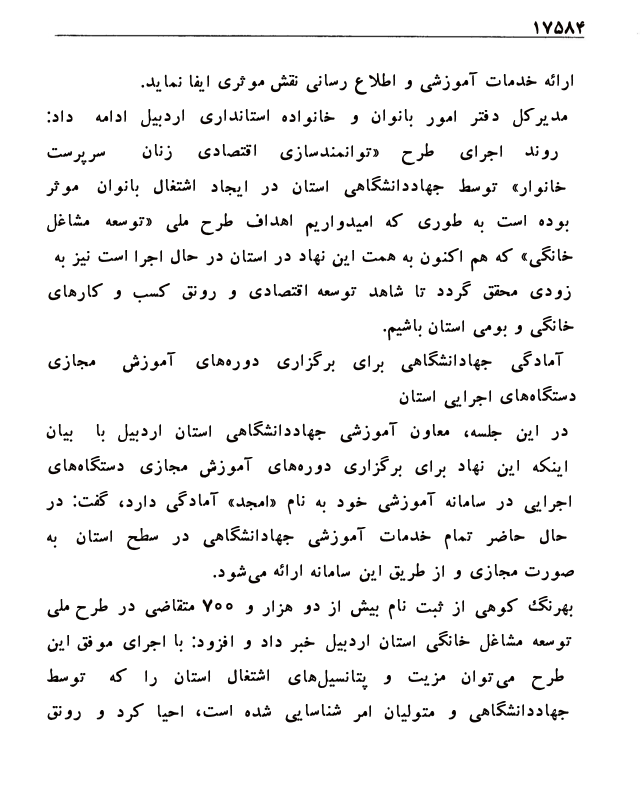 ۱۷۵۸۴
ارائه خدمات آموزشی و اطلاع رسانی نقش موثری ایفا نماید.
مدیرکل دفتر امور بانوان و خانواده استانداری اردبیل ادامه داد:
روند اجرای طرح «توانمندسازی اقتصادی زنان سرپرست
خانوار» توسط جهاددانشگاهی استان در ایجاد اشتغال بانوان موثر
بوده است به طوری که امیدواریم اهداف طرح ملی «توسعه مشاغل
خانگی» که هم اکنون به همت این نهاد در استان در حال اجرا است نیز به
زودی محقق گردد تا شاهد توسعه اقتصادی و رونق کسب و کارهای
خانگی و بومی استان باشیم.
آمادگی جهادانشگاهی برای برگزاری دوره‌های آموزش مجازی
دستگاه‌های اجرایی استان
در این جلسه، معاون آموزشی جهاددانشگاهی استان اردبیل با بیان
اینکه این نهاد برای برگزاری دوره‌های آموزش مجازی دستگاه‌های
اجرایی در سامانه آموزشی خود به نام «امجد» آمادگی دارد، گفت: در
حال حاضر تمام خدمات آموزشی جهادانشگاهی در سطح استان به
صورت مجازی و از طریق این سامانه ارائه می‌شود.
بهرنگ کوهی از ثبت نام بیش از دو هزار و ۷۰۰ متقاضی در طرح ملی
توسعه مشاغل خانگی استان اردبیل خبر داد و افزود: با اجرای موفق این
طرح می‌توان مزیت و پتانسیل‌های اشتغال استان را که توسط
جهاددانشگاهی و متولیان امر شناسایی شده است، احیا کرد و رونق